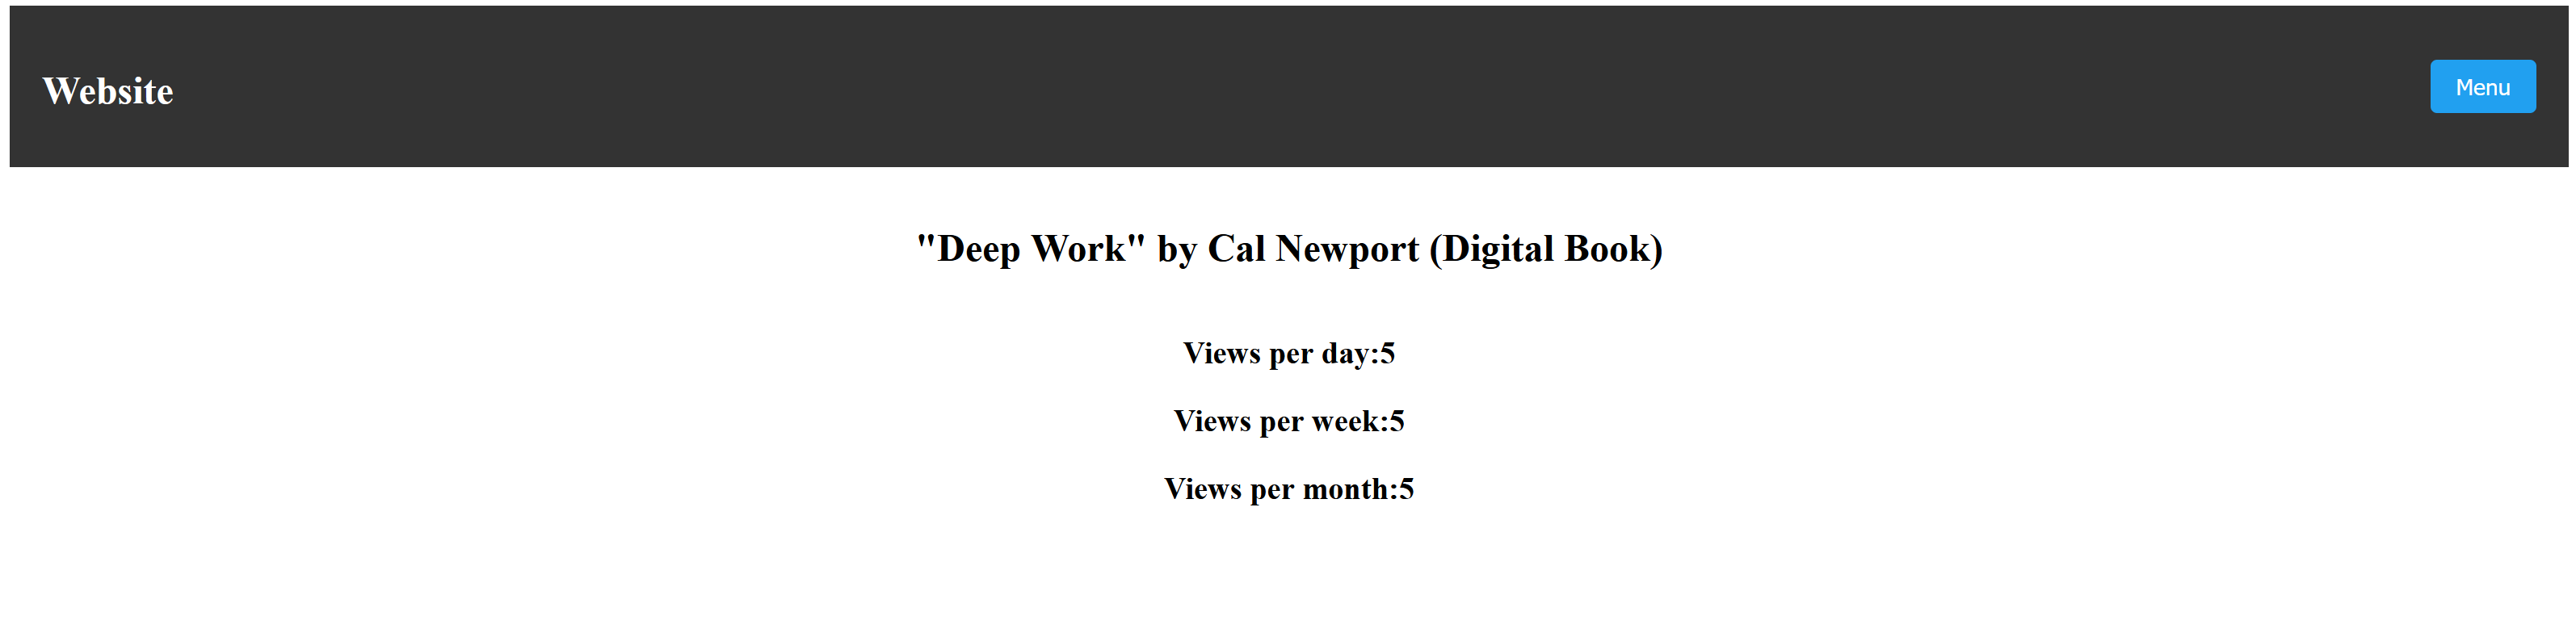 Website
Menu
"Deep Work" by Cal Newport (Digital Book)
Views per day:5
Views per week:5
Views per month:5